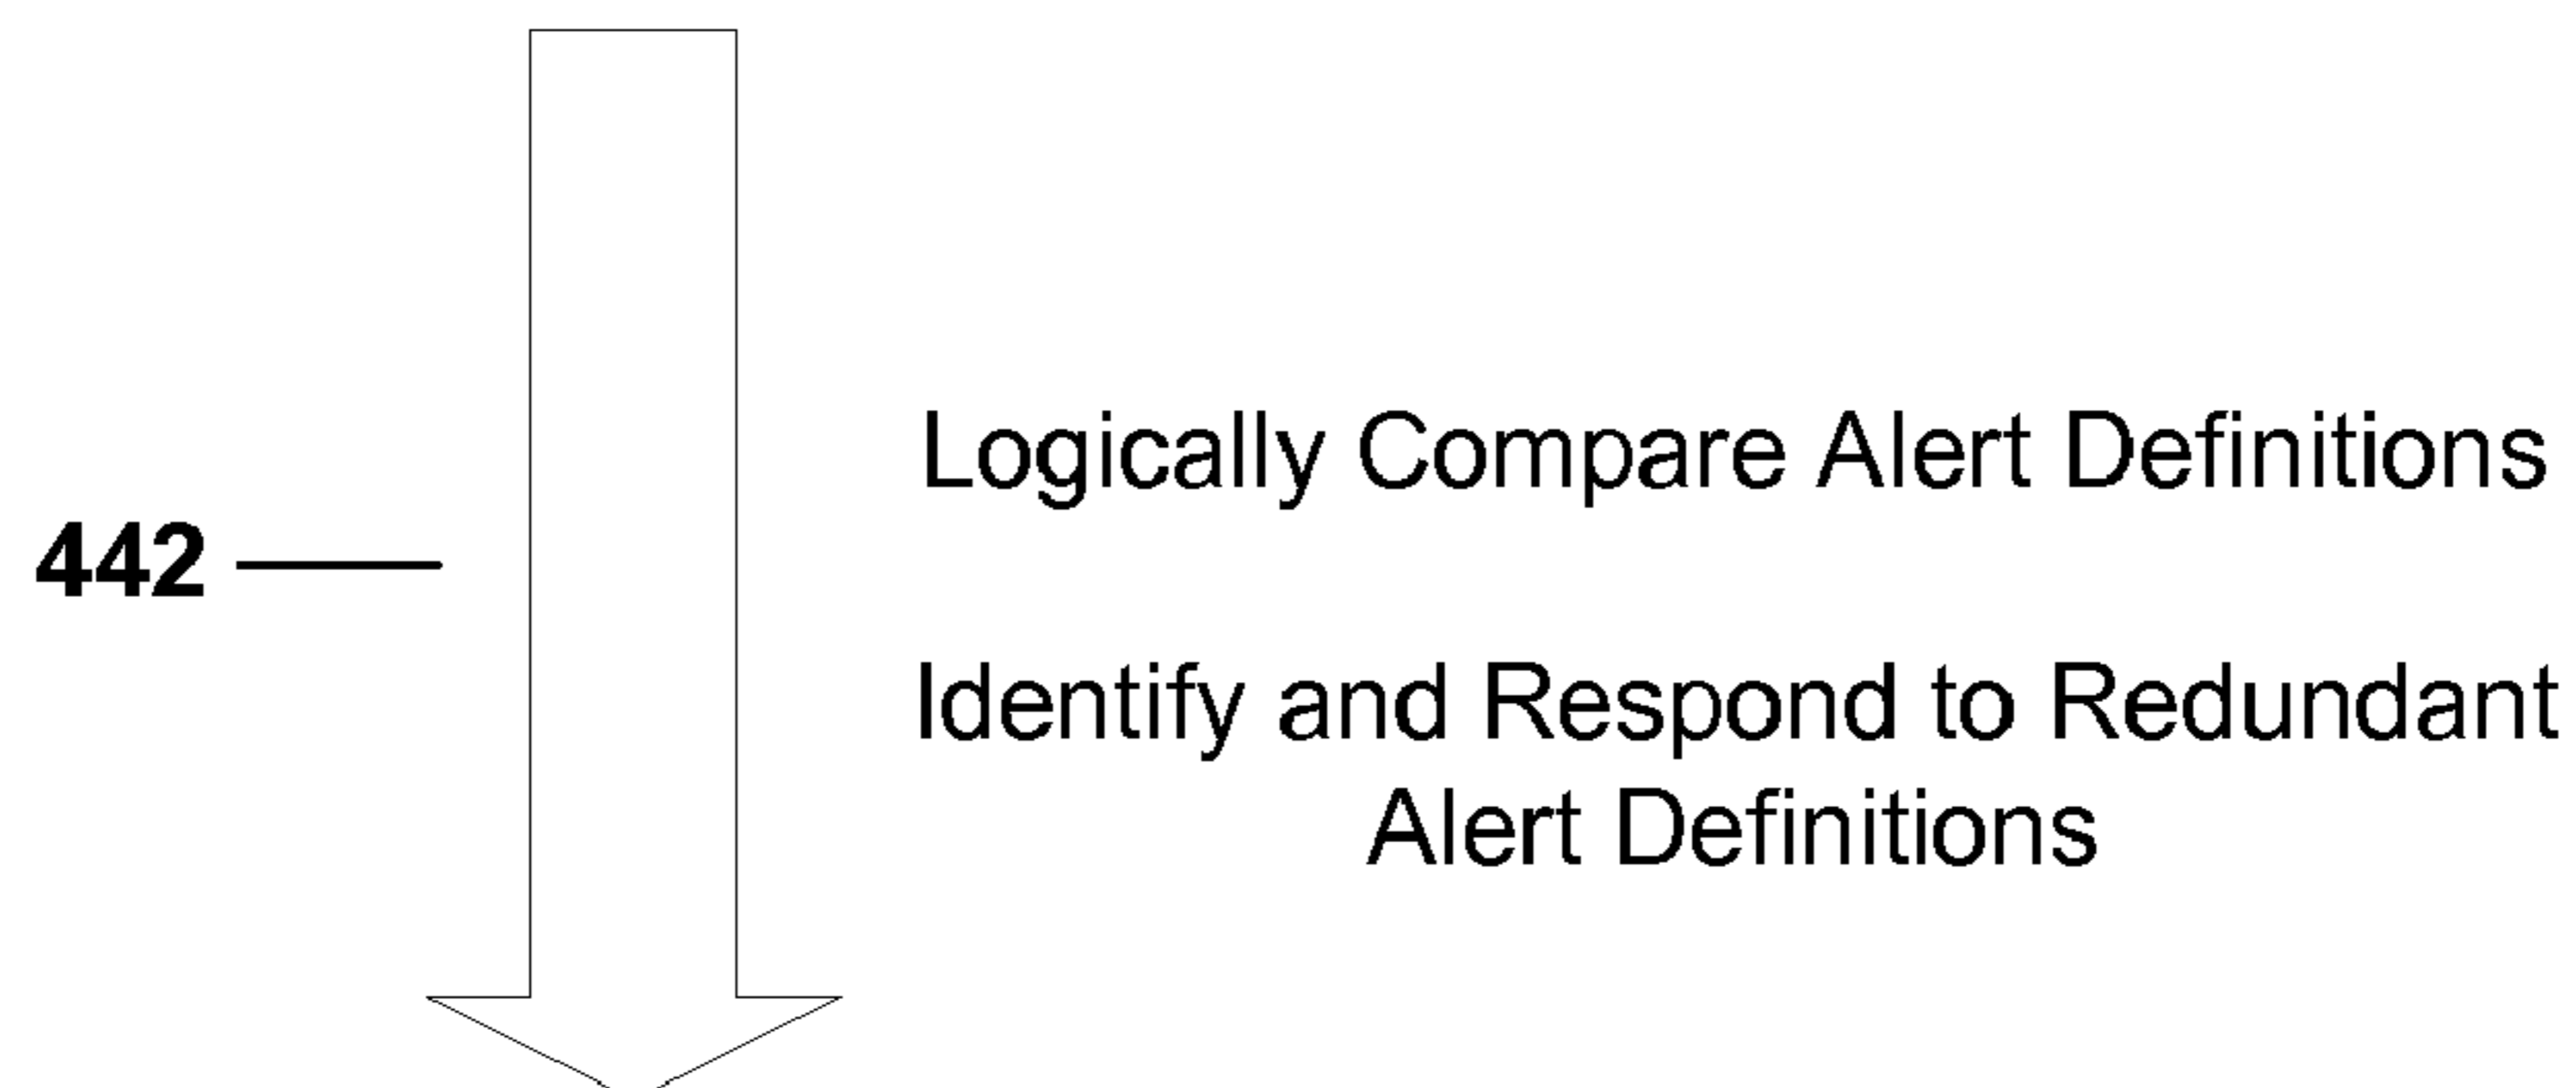 Logically Compare Alert Definitions
442
Identify and Respond to Redundant
Alert Definitions